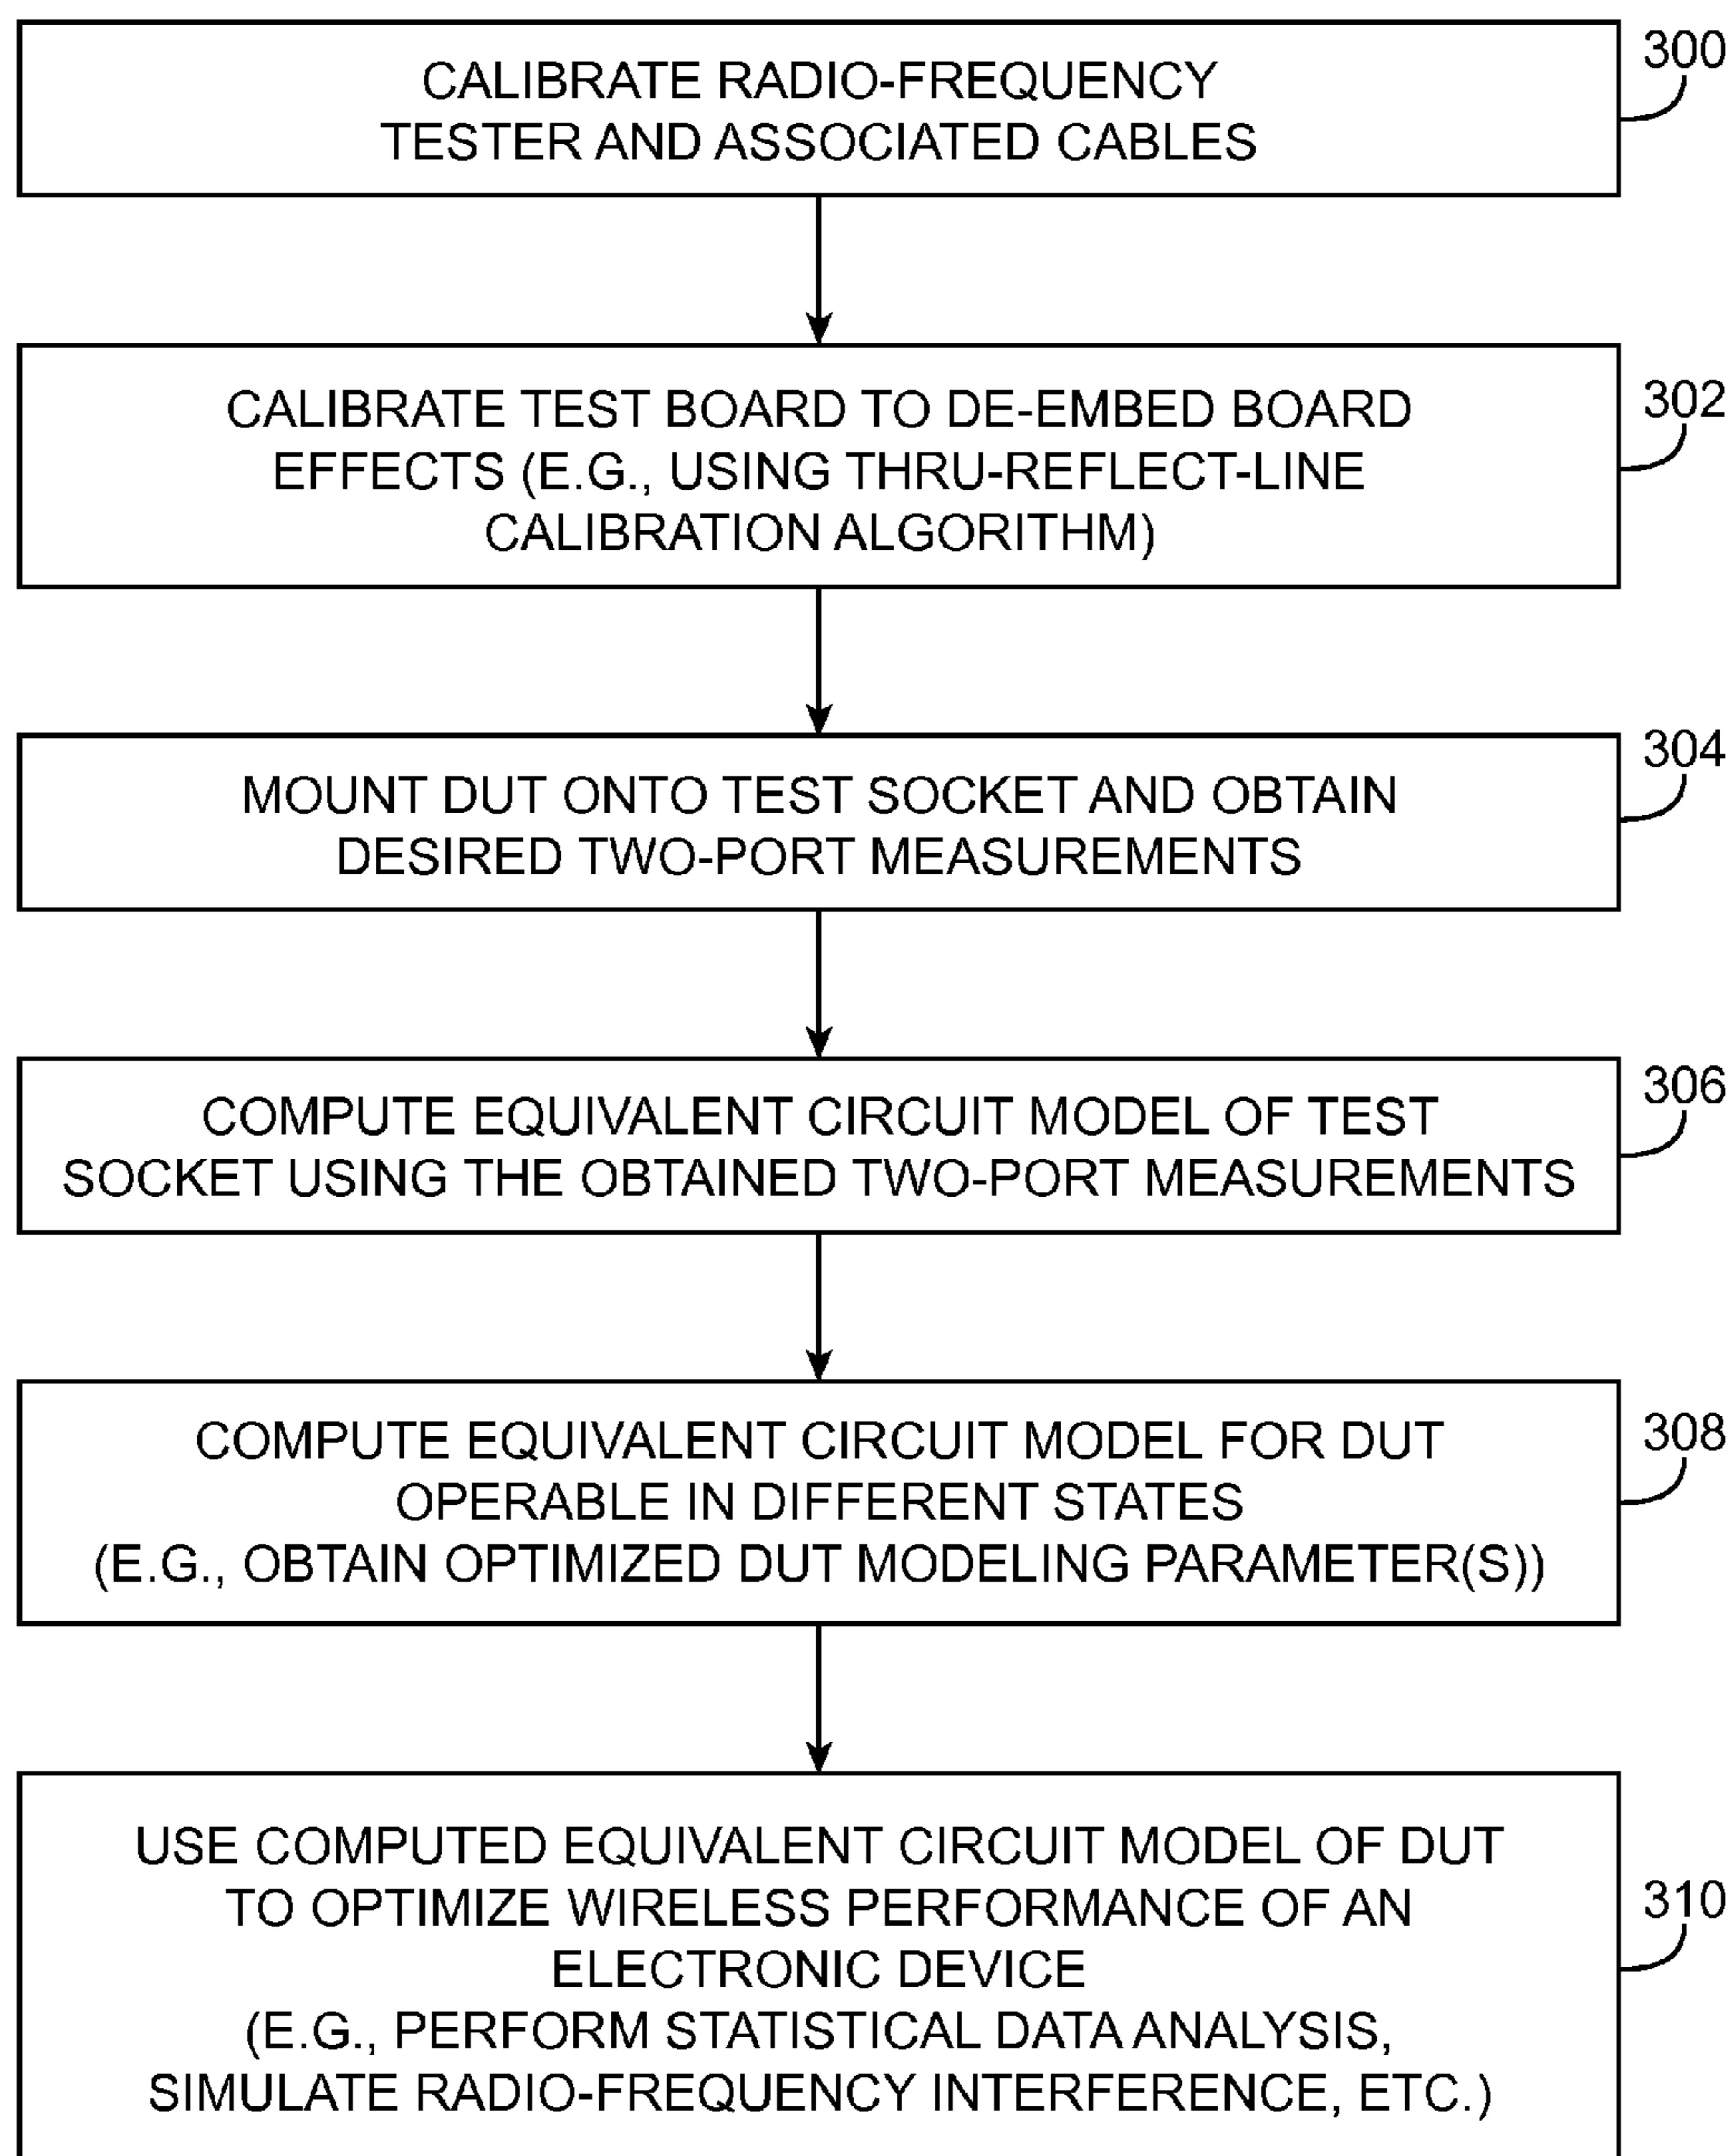 CALIBRATE RADIO-FREQUENCY
TESTER AND ASSOCIATED CABLES
300
CALIBRATE TEST BOARD TO DE-EMBED BOARD
EFFECTS (E.G., USING THRU-REFLECT-LINE
CALIBRATION ALGORITHM)
302
MOUNT DUT ONTO TEST SOCKET AND OBTAIN
DESIRED TWO-PORT MEASUREMENTS
304
COMPUTE EQUIVALENT CIRCUIT MODEL OF TEST
SOCKET USING THE OBTAINED TWO-PORT MEASUREMENTS
306
COMPUTE EQUIVALENT CIRCUIT MODEL FOR DUT
OPERABLE IN DIFFERENT STATES
(E.G., OBTAIN OPTIMIZED DUT MODELING PARAMETER(S))
308
USE COMPUTED EQUIVALENT CIRCUIT MODEL OF DUT
TO OPTIMIZE WIRELESS PERFORMANCE OF AN
ELECTRONIC DEVICE
(E.G., PERFORM STATISTICAL DATA ANALYSIS,
SIMULATE RADIO-FREQUENCY INTERFERENCE, ETC.)
310